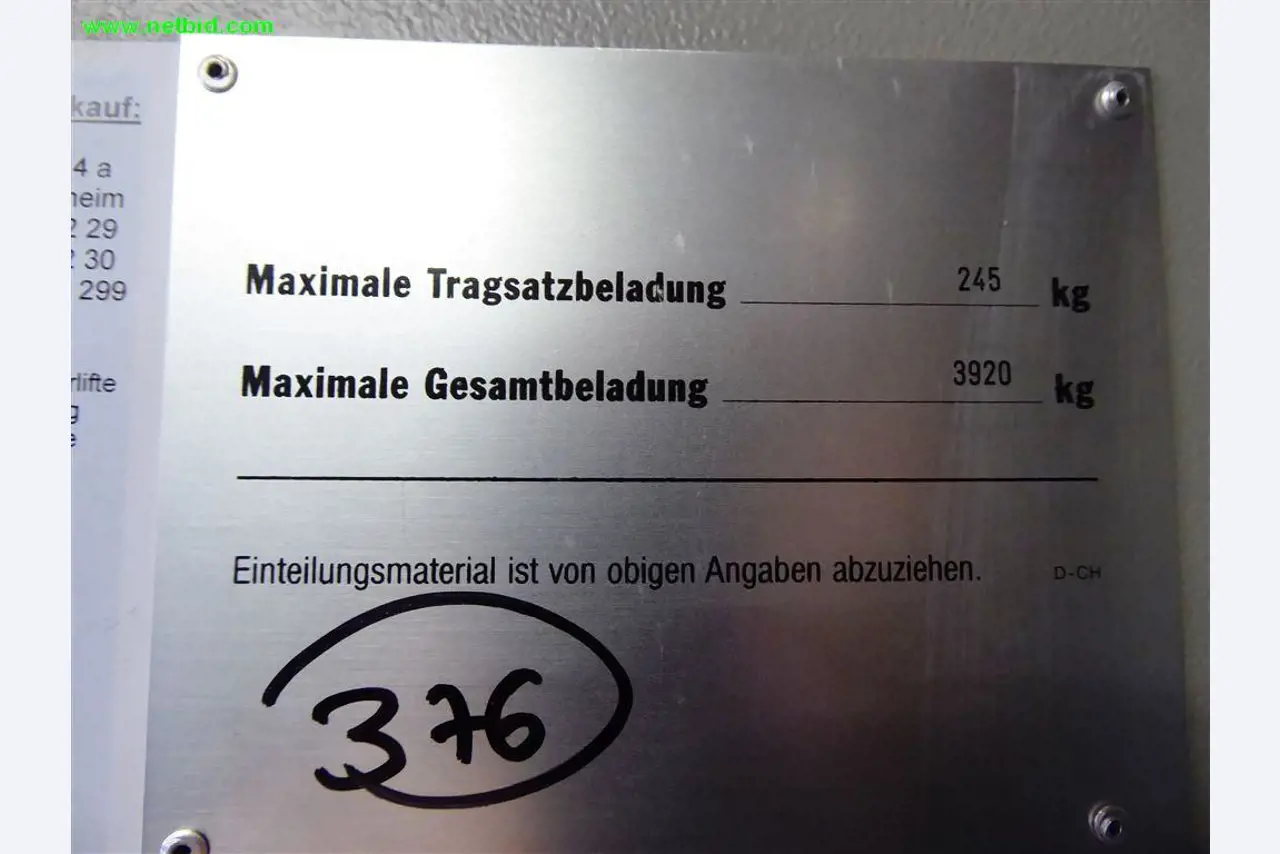 www.netbid.com
kauf:
4 a
heim
2 29
2 30
299
rlifte
Maximale Tragsatzbeladung 245 kg
Maximale Gesamtbeladung 3920 kg
Einteilungsmaterial ist von obigen Angaben abzuziehen. D-CH
376